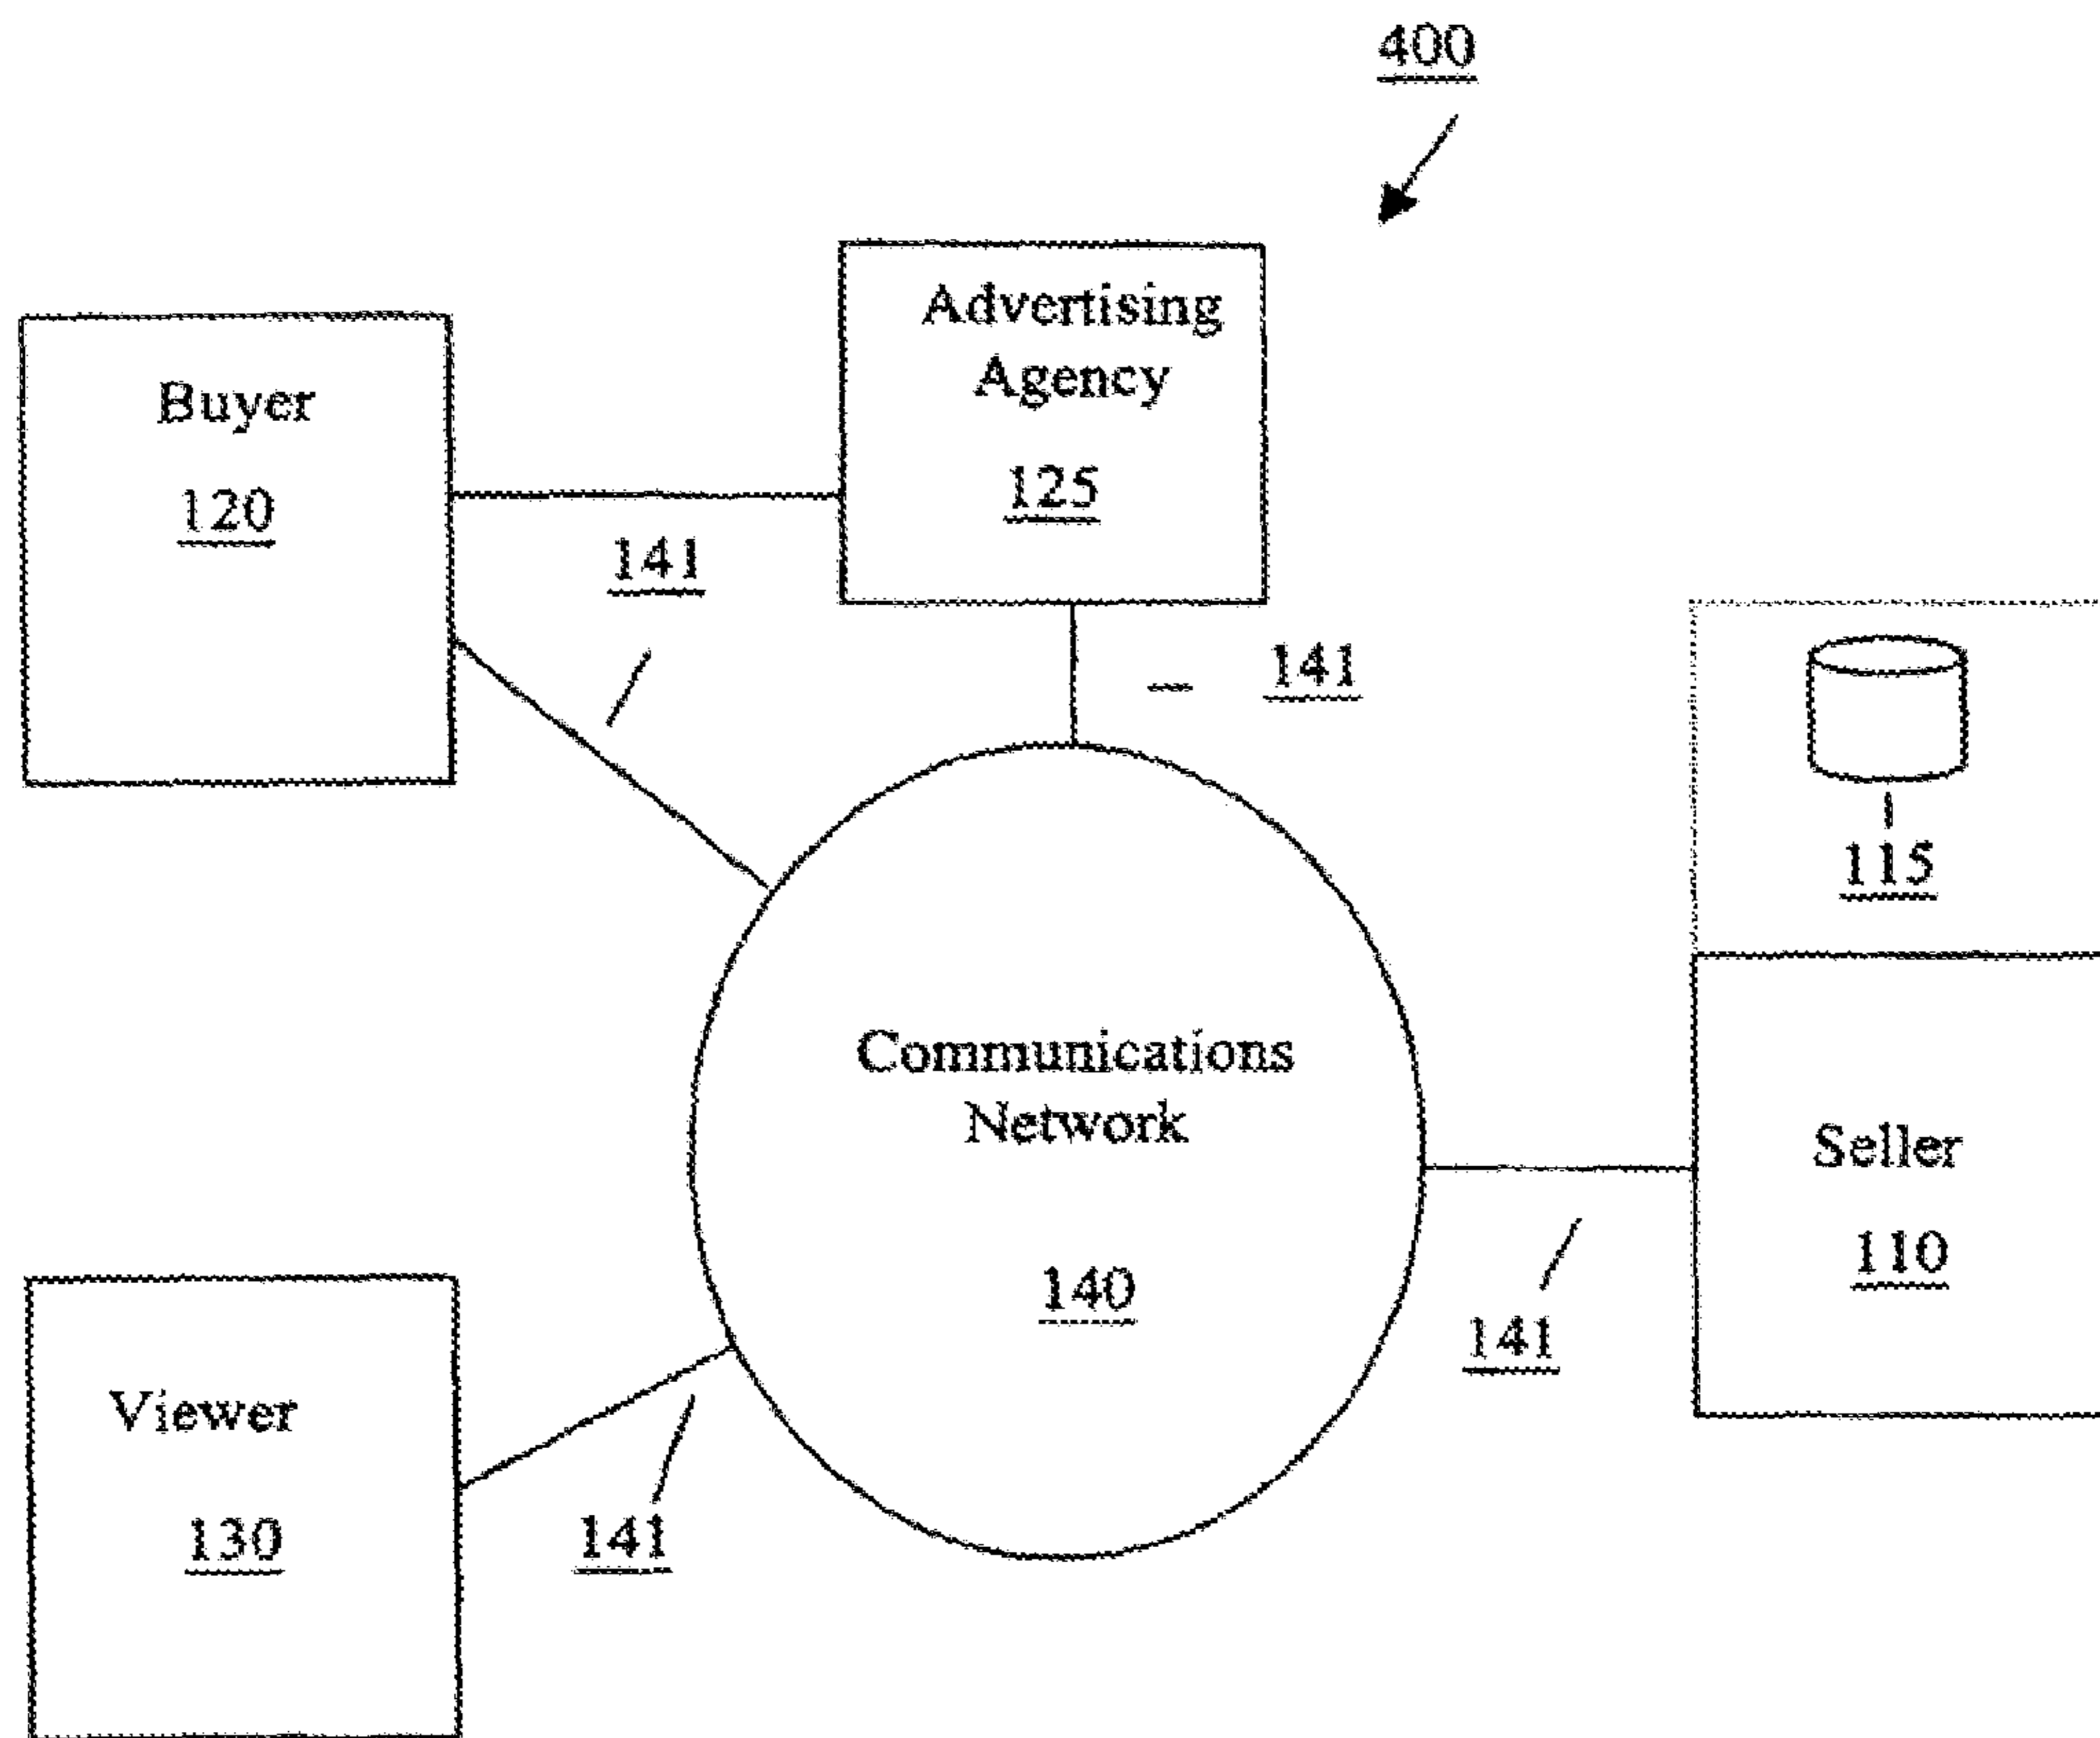 400
Advertising
Agency
125
Buyer
120
141
141
115
Communications
Network
140
Seller
110
141
Viewer
130
141